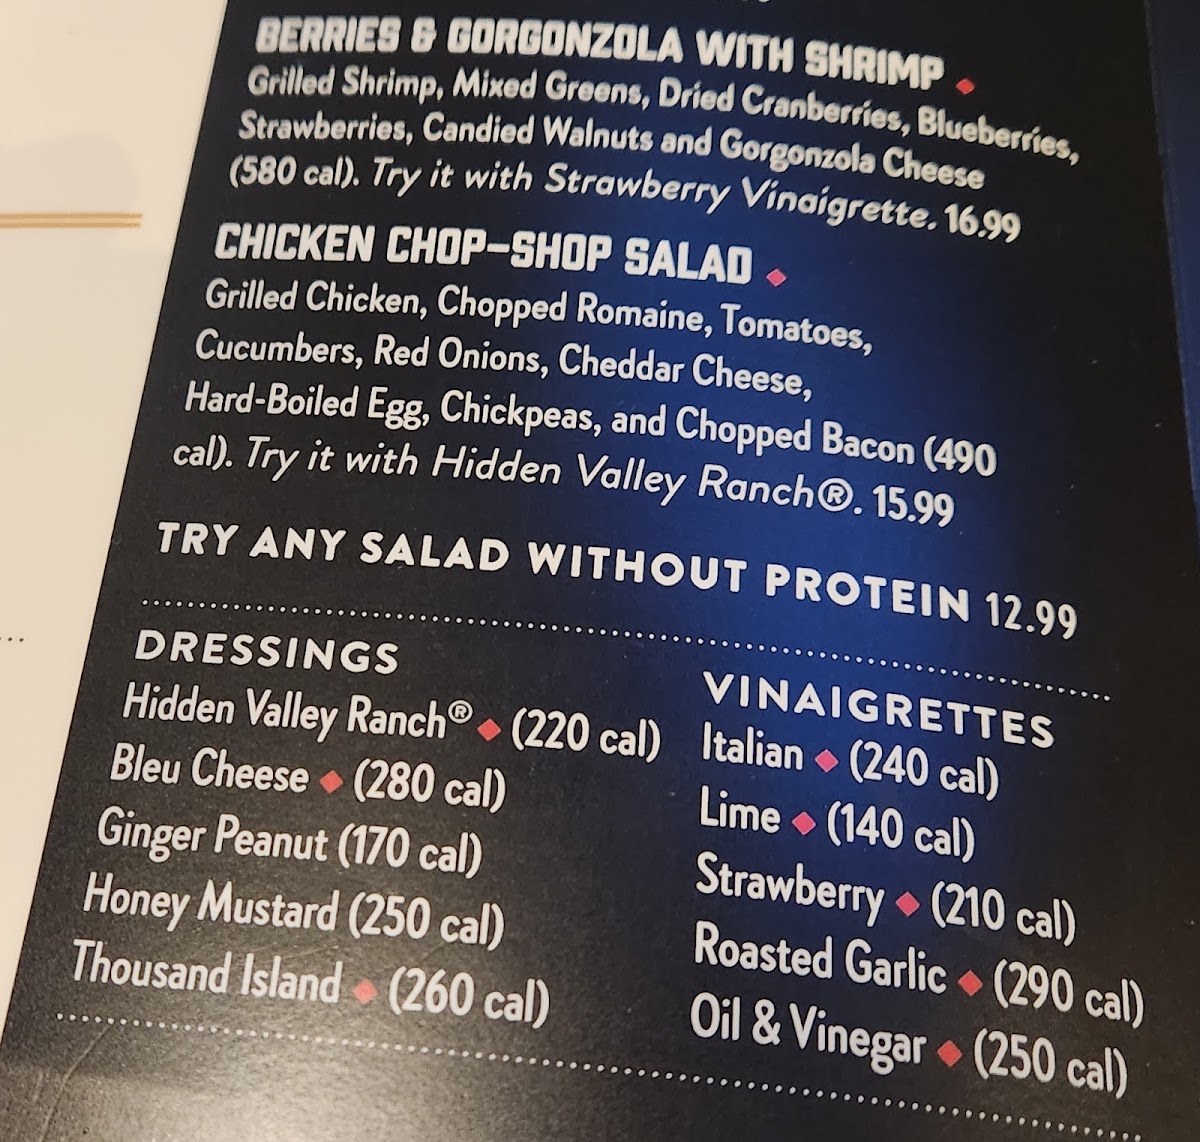 BERRIES & GORGONZOLA WITH SHRIMP
Grilled Shrimp, Mixed Greens, Dried Cranberries, Blueberries,
Strawberries, Candied Walnuts and Gorgonzola Cheese
(580 cal). Try it with Strawberry Vinaigrette. 16.99
CHICKEN CHOP-SHOP SALAD
Grilled Chicken, Chopped Romaine, Tomatoes,
Cucumbers, Red Onions, Cheddar Cheese,
Hard-Boiled Egg, Chickpeas, and Chopped Bacon (490
cal). Try it with Hidden Valley Ranch®. 15.99
TRY ANY SALAD WITHOUT PROTEIN 12.99
DRESSINGS
Hidden Valley Ranch® (220 cal)
Bleu Cheese (280 cal)
Ginger Peanut (170 cal)
Honey Mustard (250 cal)
Thousand Island (260 cal)
VINAIGRETTES
Italian (240 cal)
Lime (140 cal)
Strawberry (210 cal)
Roasted Garlic (290 cal)
Oil & Vinegar (250 cal)